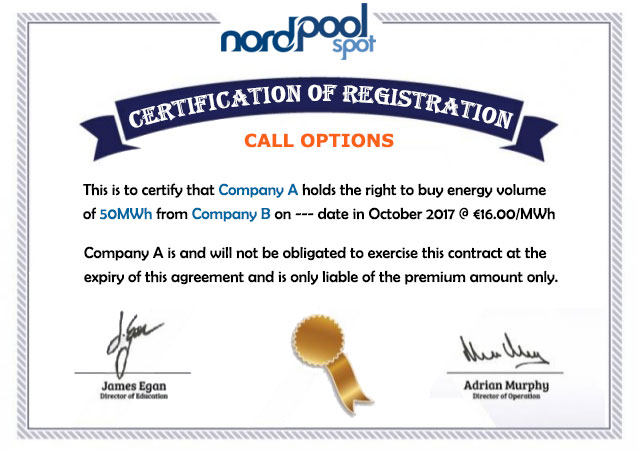 nordpool
spot
CERTIFICATION OF REGISTRATION
CALL OPTIONS
This is to certify that Company A holds the right to buy energy volume
of 50MWh from Company B on --- date in October 2017 @ €16.00/MWh
Company A is and will not be obligated to exercise this contract at the
expiry of this agreement and is only liable of the premium amount only.
James Egan
Director of Education
Adrian Murphy
Director of Operation